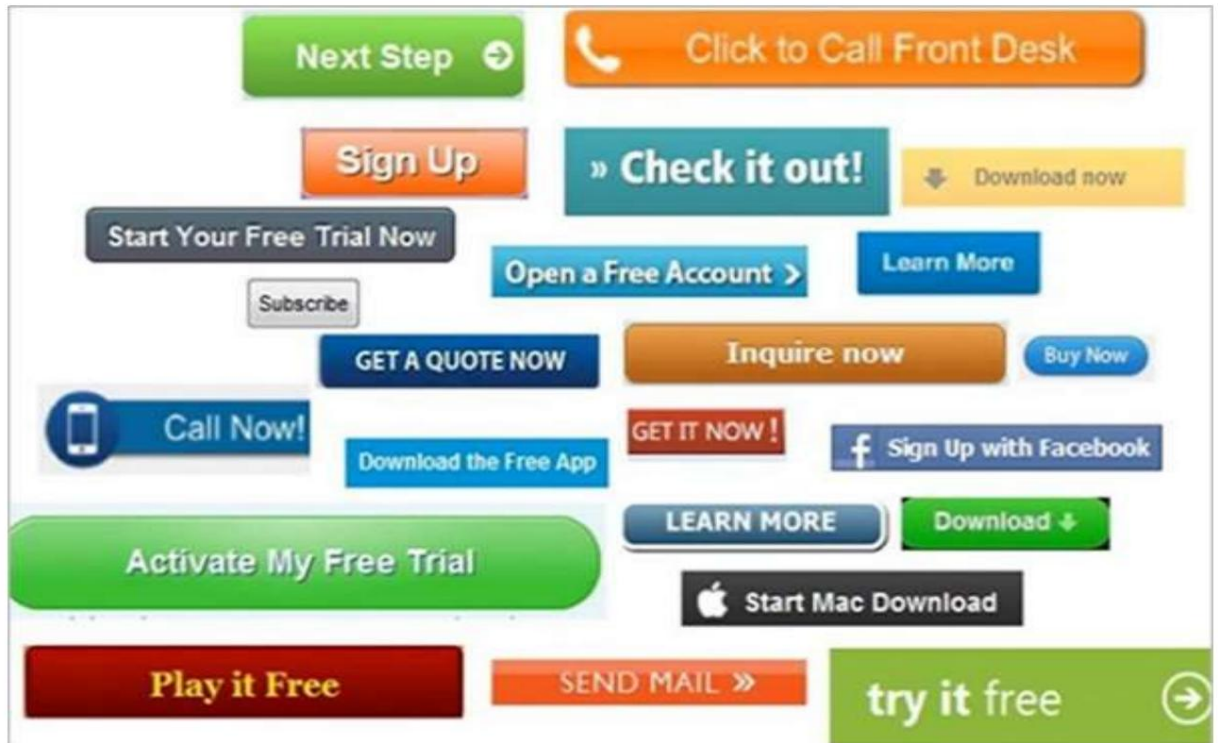 Next Step
Click to Call Front Desk
Sign Up
» Check it out!
Download now
Start Your Free Trial Now
Open a Free Account >
Learn More
Subscribe
GET A QUOTE NOW
Inquire now
Buy Now
Call Now!
GET IT NOW !
Download the Free App
f Sign Up with Facebook
LEARN MORE
Download
Activate My Free Trial
Start Mac Download
Play it Free
SEND MAIL »
try it free